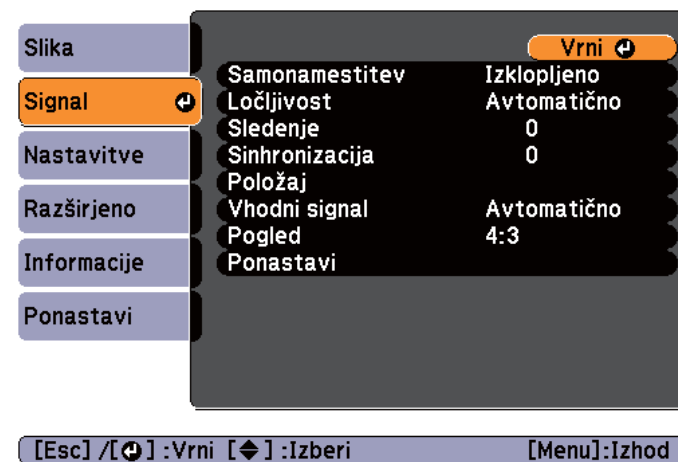 Slika
Signal
Nastavitve
Razširjeno
Informacije
Ponastavi
Vrni
Samonamestitev Izklopljeno
Ločljivost Avtomatično
Sledenje 0
Sinhronizacija 0
Položaj
Vhodni signal Avtomatično
Pogled 4:3
Ponastavi
[Esc] /[⏎] :Vrni [◆] :Izberi [Menu]:Izhod